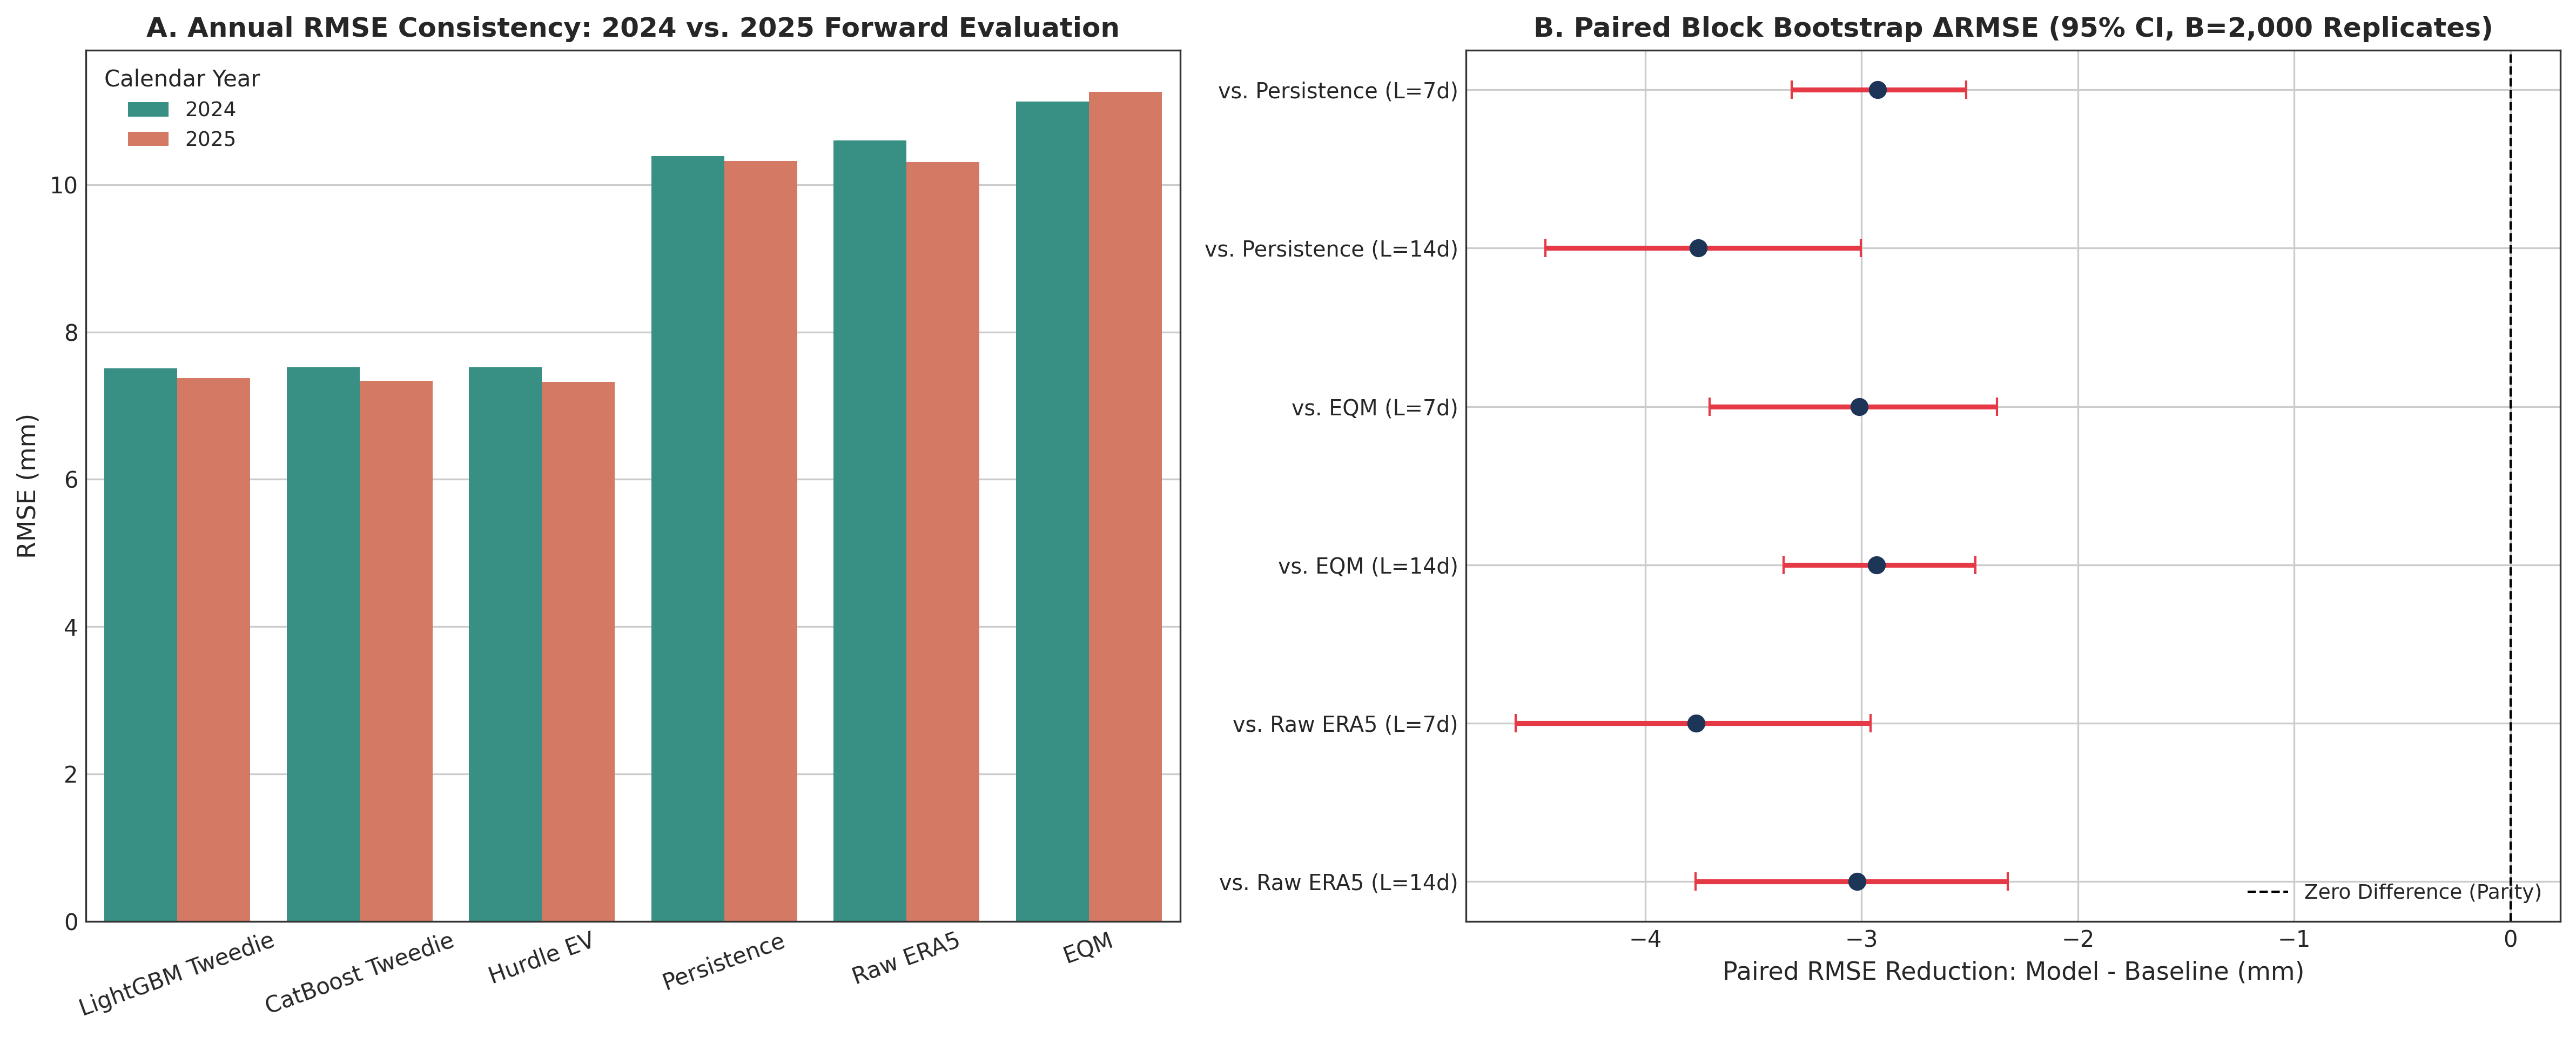 A. Annual RMSE Consistency: 2024 vs. 2025 Forward Evaluation
Calendar Year
2024
2025
RMSE (mm)
10
8
6
4
2
0
LightGBM Tweedie
CatBoost Tweedie
Hurdle EV
Persistence
Raw ERA5
EQM
B. Paired Block Bootstrap ΔRMSE (95% CI, B=2,000 Replicates)
vs. Persistence (L=7d)
vs. Persistence (L=14d)
vs. EQM (L=7d)
vs. EQM (L=14d)
vs. Raw ERA5 (L=7d)
vs. Raw ERA5 (L=14d)
Zero Difference (Parity)
−4
−3
−2
−1
0
Paired RMSE Reduction: Model - Baseline (mm)